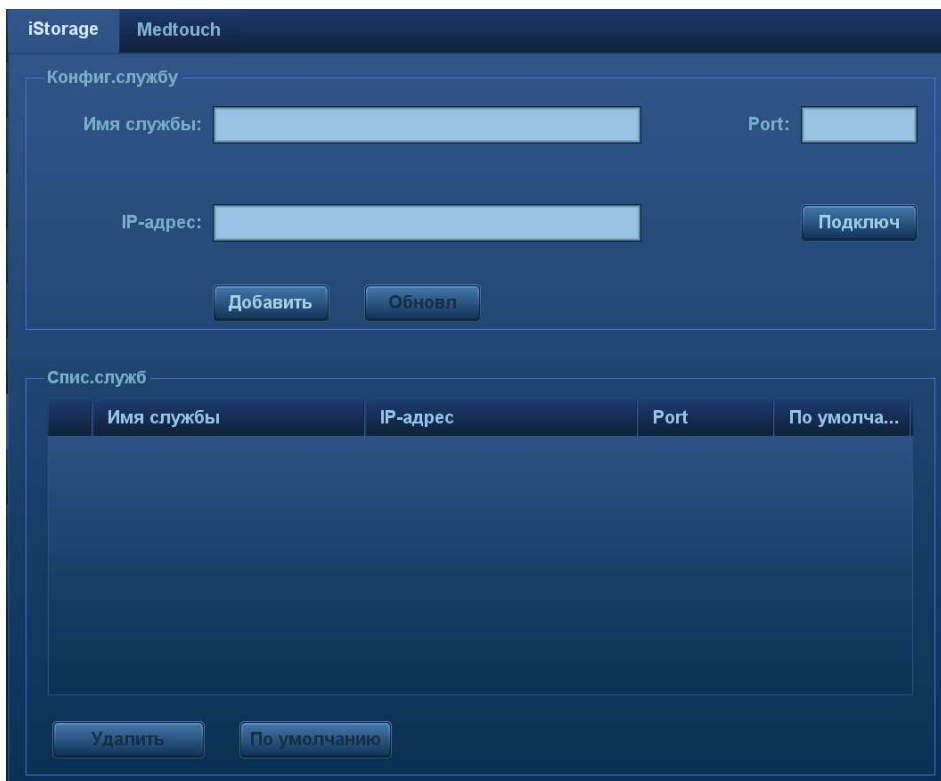 iStorage Medtouch
Конфиг.службу
Имя службы: Port:
IP-адрес: Подключ
Добавить Обновл
Спис.служб
Имя службы IP-адрес Port По умолча...
Удалить По умолчанию